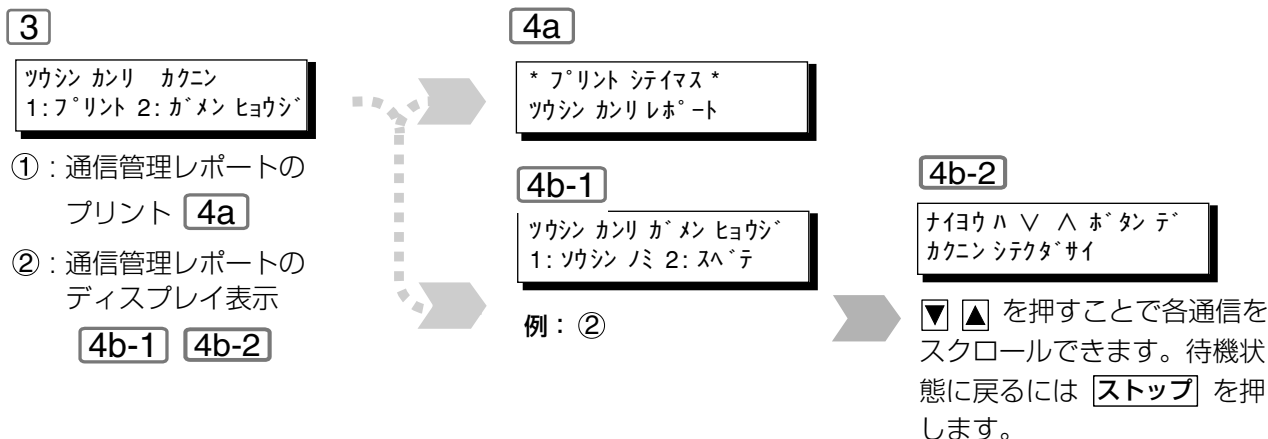 3
ﾂｳｼﾝ ｶﾝﾘ ｶｸﾆﾝ
1:ﾌﾟﾘﾝﾄ 2: ｶﾞﾒﾝ ﾋｮｳｼﾞ
①：通信管理レポートの
プリント 4a
②：通信管理レポートの
ディスプレイ表示
4b-1 4b-2
4a
* ﾌﾟﾘﾝﾄ ｼﾃｲﾏｽ *
ﾂｳｼﾝ ｶﾝﾘ ﾚﾎﾟｰﾄ
4b-1
ﾂｳｼﾝ ｶﾝﾘ ｶﾞﾒﾝ ﾋｮｳｼﾞ
1: ｿｳｼﾝ ﾉﾐ 2: ｽﾍﾞﾃ
例：②
4b-2
ﾅｲﾖｳ ﾊ ∨ ∧ ﾎﾞﾀﾝ ﾃﾞ
ｶｸﾆﾝ ｼﾃｸﾀﾞｻｲ
▼ ▲ を押すことで各通信を
スクロールできます。待機状
態に戻るには ストップ を押
します。